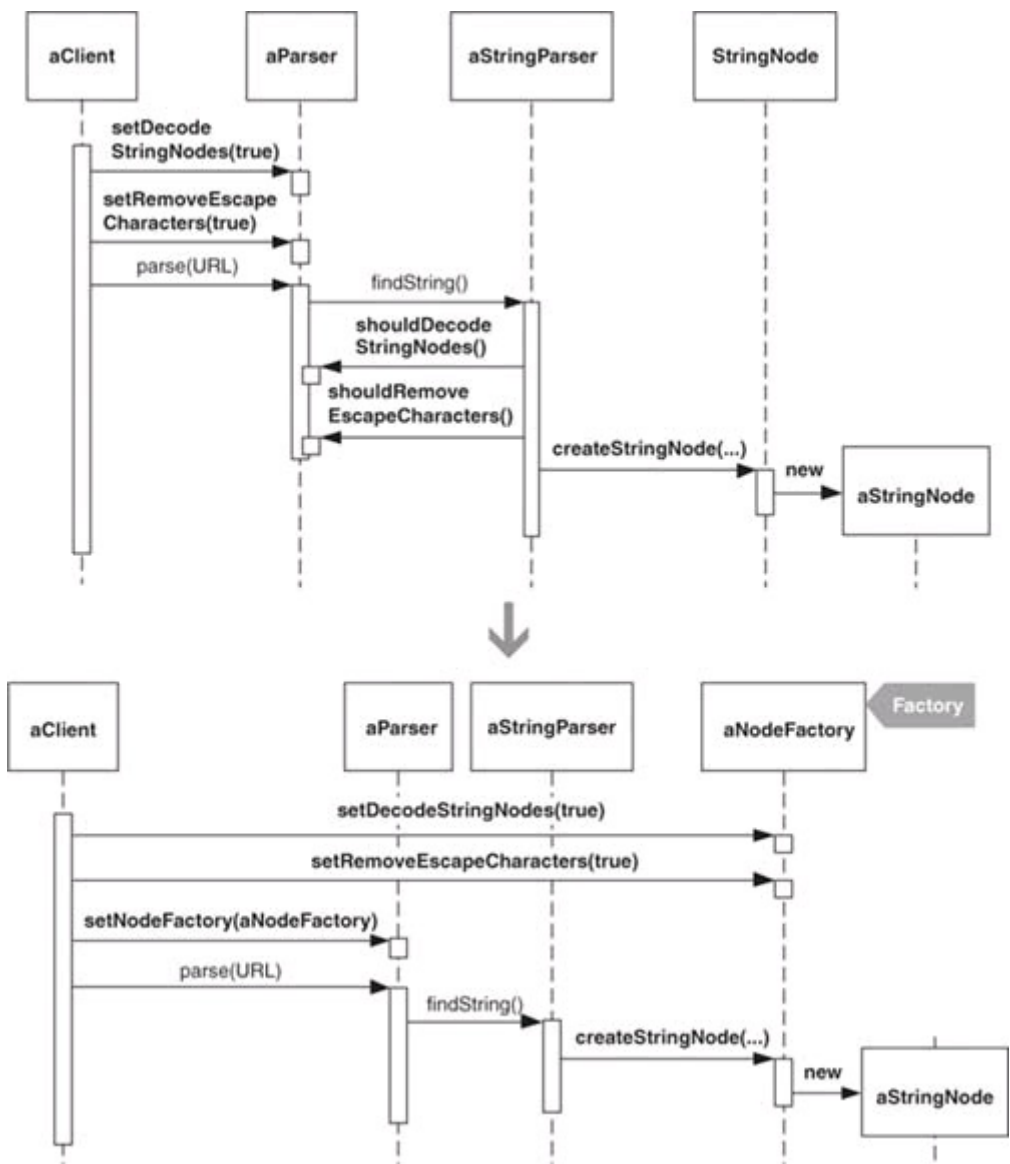 aClient
aParser
aStringParser
StringNode
setDecode
StringNodes(true)
setRemoveEscape
Characters(true)
parse(URL)
findString()
shouldDecode
StringNodes()
shouldRemove
EscapeCharacters()
createStringNode(...)
new
aStringNode
Factory
aClient
aParser
aStringParser
aNodeFactory
setDecodeStringNodes(true)
setRemoveEscapeCharacters(true)
setNodeFactory(aNodeFactory)
parse(URL)
findString()
createStringNode(...)
new
aStringNode